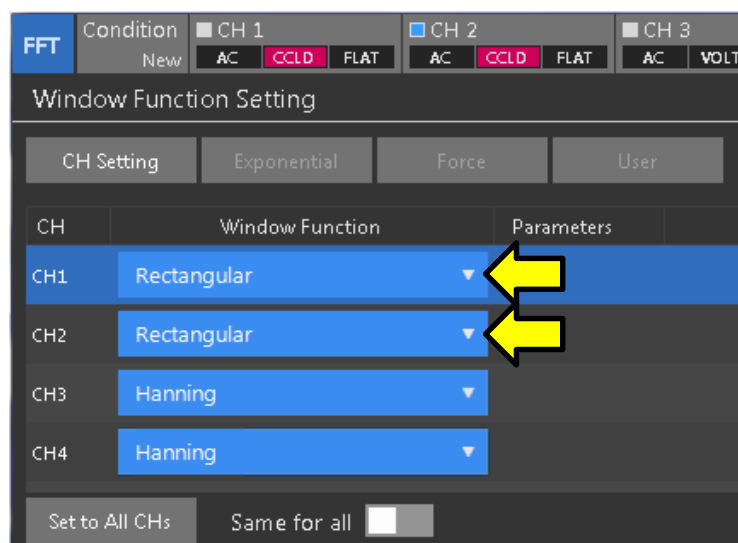 FFT
Condition
New
CH 1
AC CCLD FLAT
CH 2
AC CCLD FLAT
CH 3
AC VOLT
Window Function Setting
CH Setting Exponential Force User
CH Window Function Parameters
CH1 Rectangular
CH2 Rectangular
CH3 Hanning
CH4 Hanning
Set to All CHs Same for all